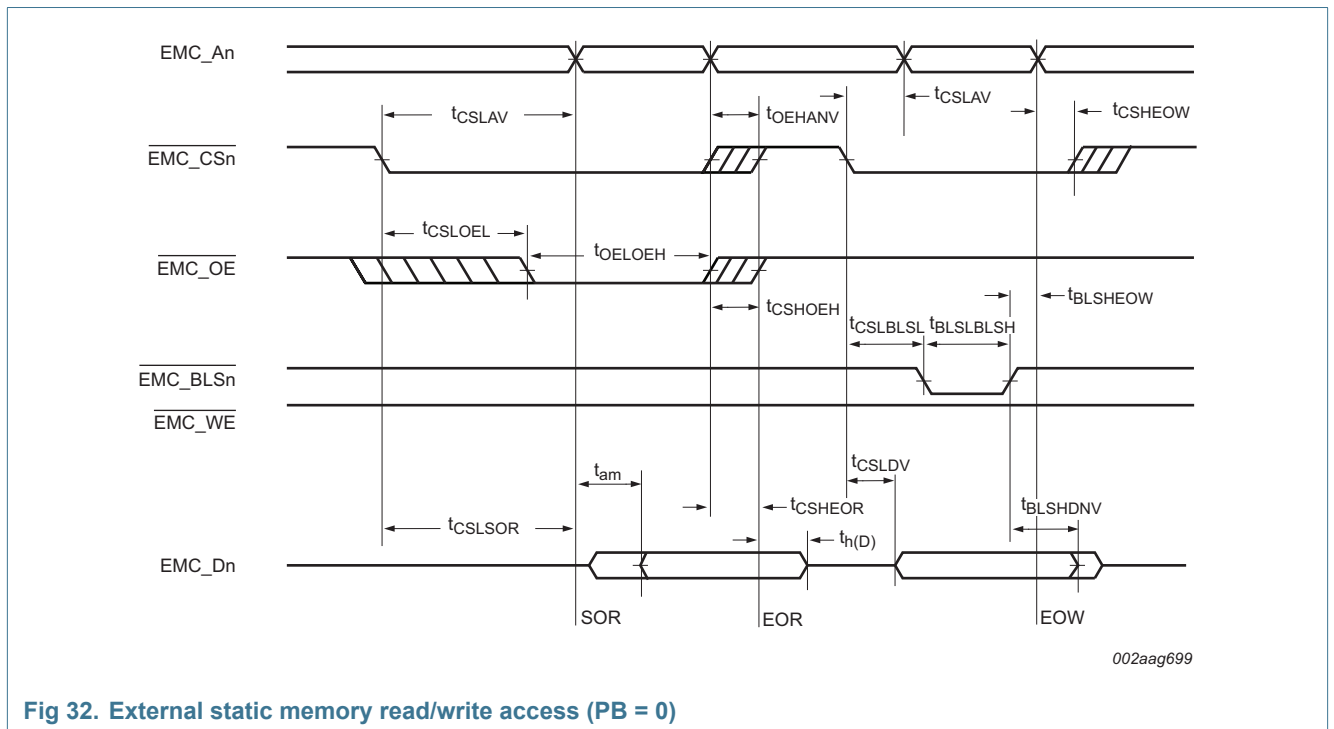 EMC_An
tCSLAV
tOEHANV
tCSLAV
tCSHEOW
EMC_CSn
tCSLOEL
tOELOEH
EMC_OE
tCSHOEH
tBLSHEOW
tCSLBLSL
tBLSLBLSH
EMC_BLSn
EMC_WE
tam
tCSLDV
tCSLSOR
tCSHEOR
tBLSHDNV
th(D)
EMC_Dn
SOR
EOR
EOW
002aag699
Fig 32. External static memory read/write access (PB = 0)